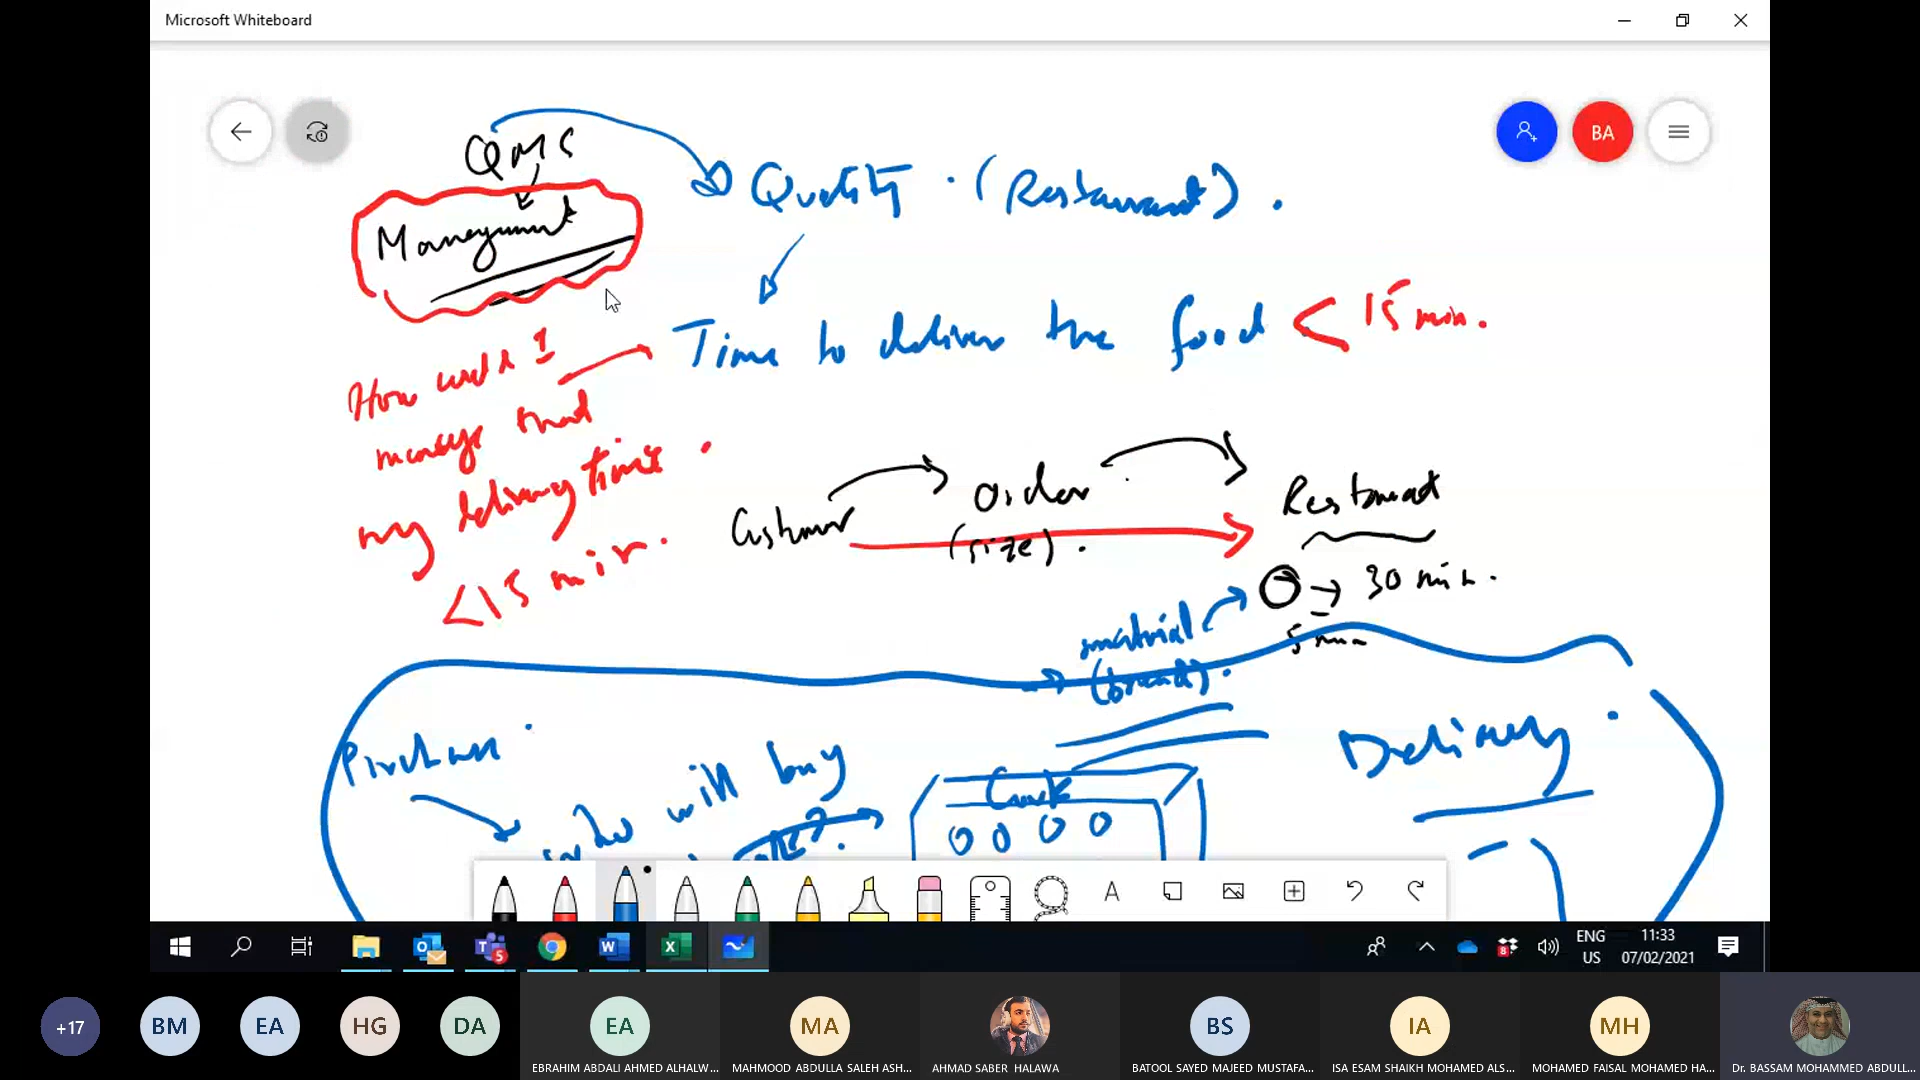 Microsoft Whiteboard
BA
QMS
Management
Quality. (Restaurant).
Time to deliver the food < 15 min.
How will I
manage that
my delivery time.
< 15 min.
Customer
Order
(size).
Restaurant
→ 30 min.
5 min
material
(bread).
Purchase.
who will buy
Cook
Delivery.
A
ENG
US
11:33
07/02/2021
+17
BM
EA
HG
DA
EA
EBRAHIM ABDALI AHMED ALHALW...
MA
MAHMOOD ABDULLA SALEH ASH...
AHMAD SABER HALAWA
BS
BATOOL SAYED MAJEED MUSTAFA...
IA
ISA ESAM SHAIKH MOHAMED ALS...
MH
MOHAMED FAISAL MOHAMED HA...
Dr. BASSAM MOHAMMED ABDULL...